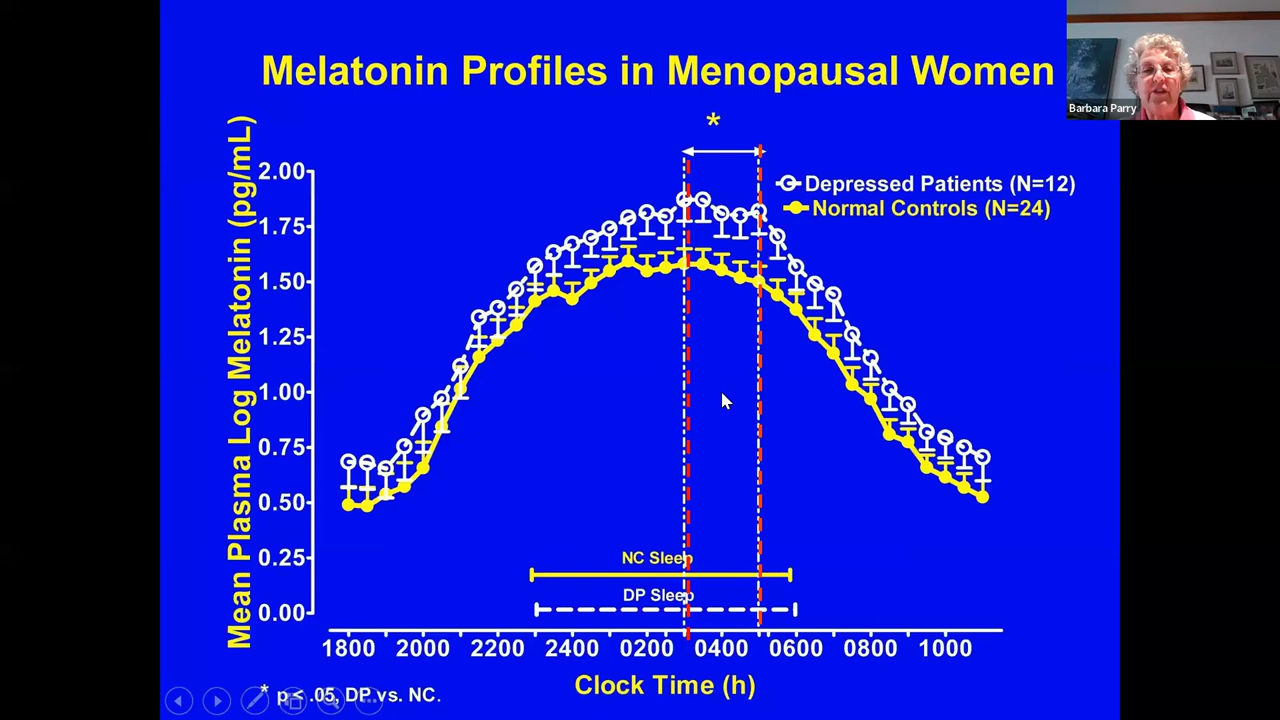 Melatonin Profiles in Menopausal Women
Barbara Parry
*
Mean Plasma Log Melatonin (pg/mL)
2.00
1.75
1.50
1.25
1.00
0.75
0.50
0.25
0.00
Depressed Patients (N=12)
Normal Controls (N=24)
NC Sleep
DP Sleep
1800 2000 2200 2400 0200 0400 0600 0800 1000
Clock Time (h)
* p < .05, DP vs. NC.